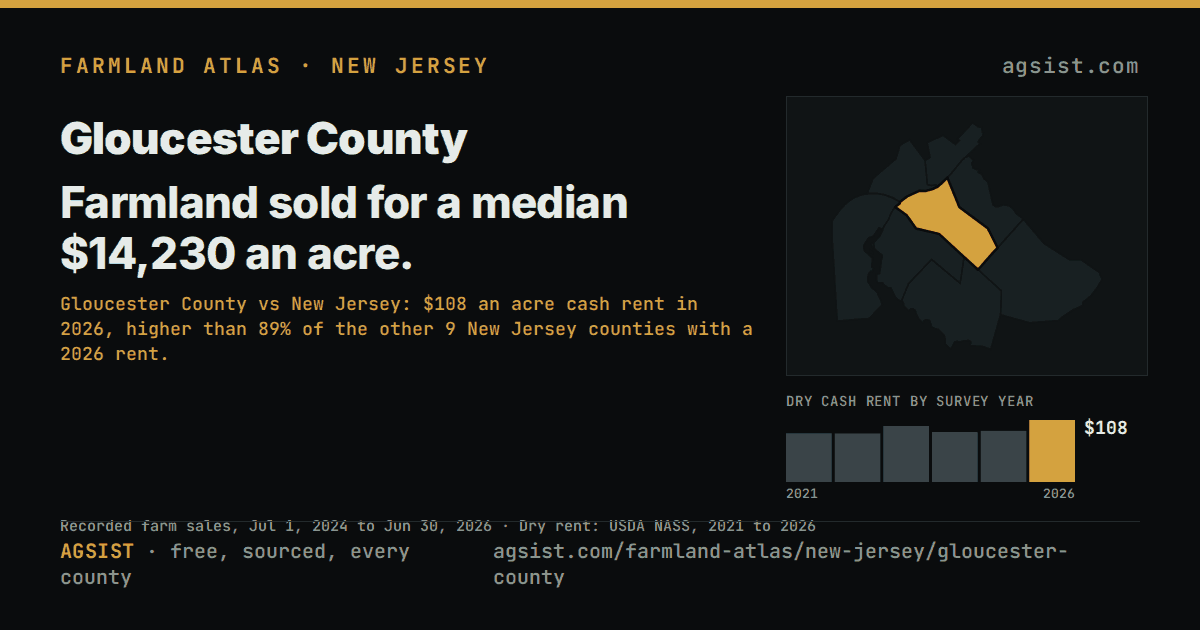 FARMLAND ATLAS · NEW JERSEY
agsist.com
Gloucester County
Farmland sold for a median
$14,230 an acre.
Gloucester County vs New Jersey: $108 an acre cash rent in
2026, higher than 89% of the other 9 New Jersey counties with a
2026 rent.
DRY CASH RENT BY SURVEY YEAR
$108
2021
2026
Recorded farm sales, Jul 1, 2024 to Jun 30, 2026 · Dry rent: USDA NASS, 2021 to 2026
AGSIST · free, sourced, every
county
agsist.com/farmland-atlas/new-jersey/gloucester-
county